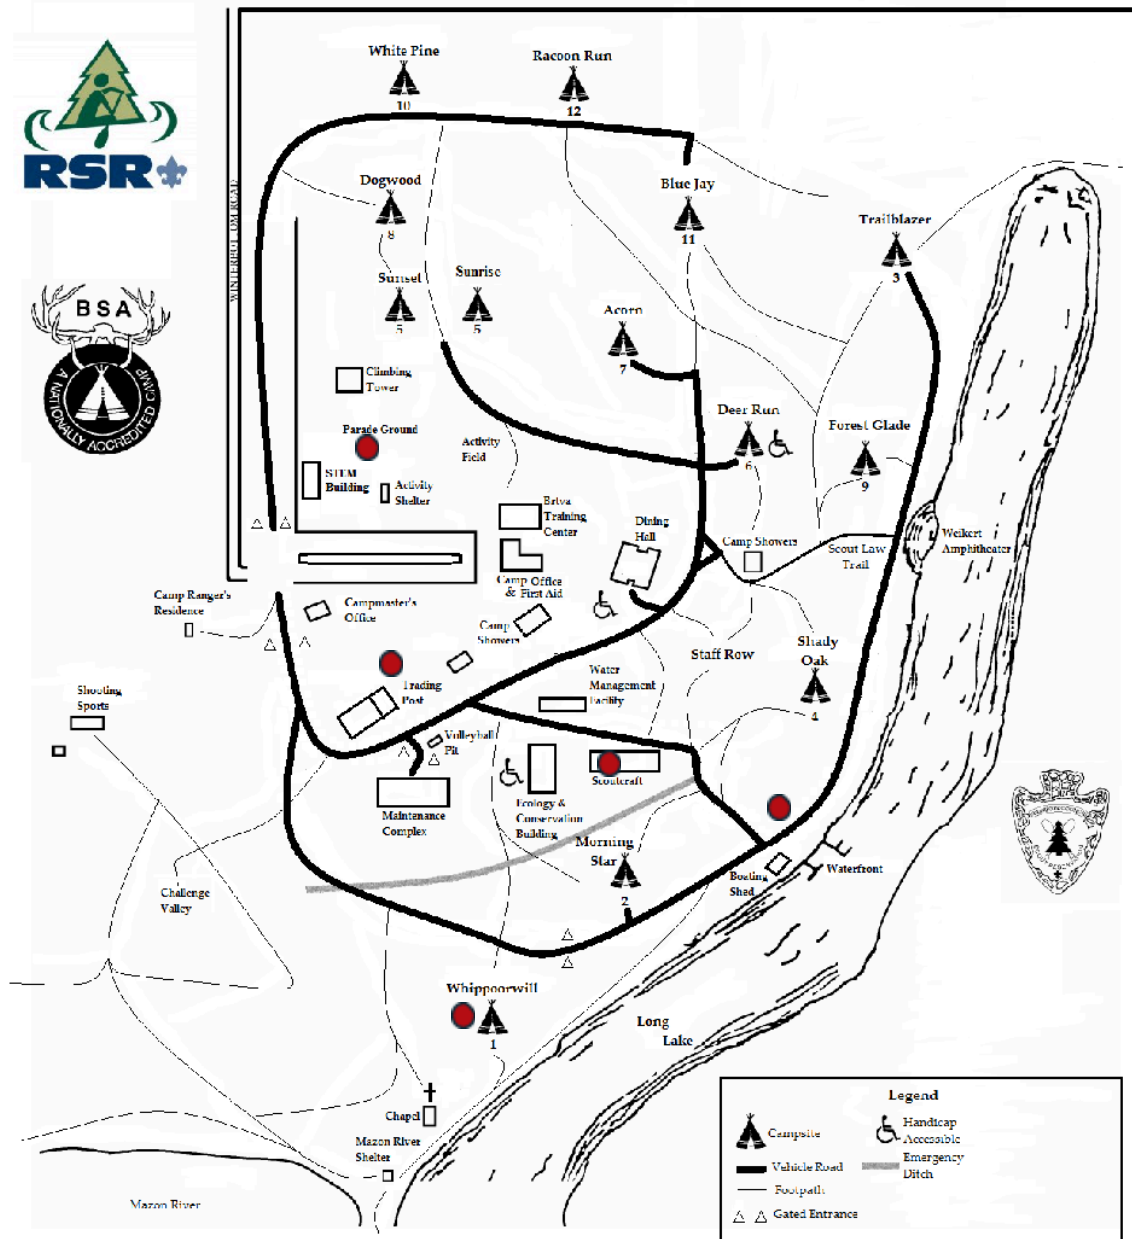 White Pine
10
Racoon Run
12
RSR
Dogwood
8
Blue Jay
11
Trailblazer
3
Sunset
5
Sunrise
5
Acorn
7
BSA
A NATIONALLY ACCREDITED CAMP
Climbing
Tower
Parade Ground
Activity
Field
Deer Run
6
Forest Glade
9
STEM
Building
Activity
Shelter
Brtva
Training
Center
Dining
Hall
Camp Showers
Scout Law
Trail
Weikert
Amphitheater
Camp Office
& First Aid
Camp Ranger's
Residence
Campmaster's
Office
Camp
Showers
Staff Row
Shady
Oak
4
Water
Management
Facility
Trading
Post
Shooting
Sports
Volleyball
Pit
Scoutcraft
Maintenance
Complex
Ecology &
Conservation
Building
Morning
Star
2
Boating
Shed
Waterfront
Challenge
Valley
Whippoorwill
1
Long
Lake
Chapel
Mazon River
Shelter
Mazon River
Legend
Campsite
Handicap
Accessible
Vehicle Road
Emergency
Ditch
Footpath
Gated Entrance